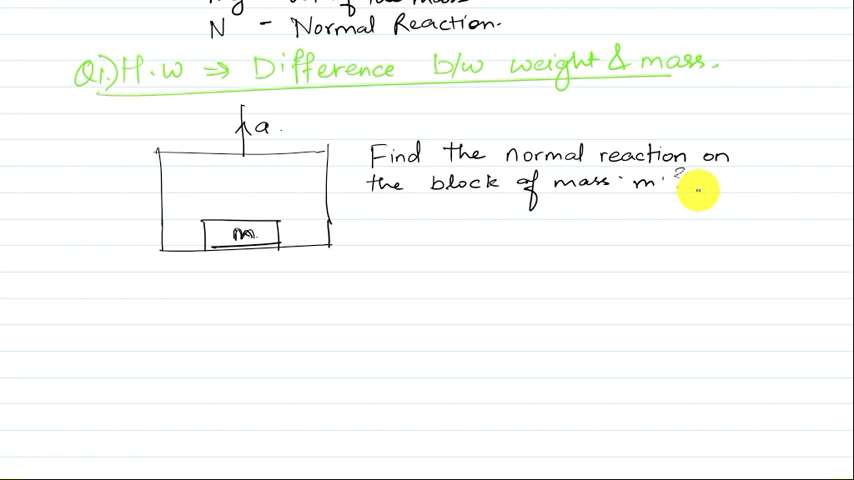 N - Normal Reaction.
Q1.) H.w ⇒ Difference b/w weight & mass.
a.
Find the normal reaction on
the block of mass 'm'?
m